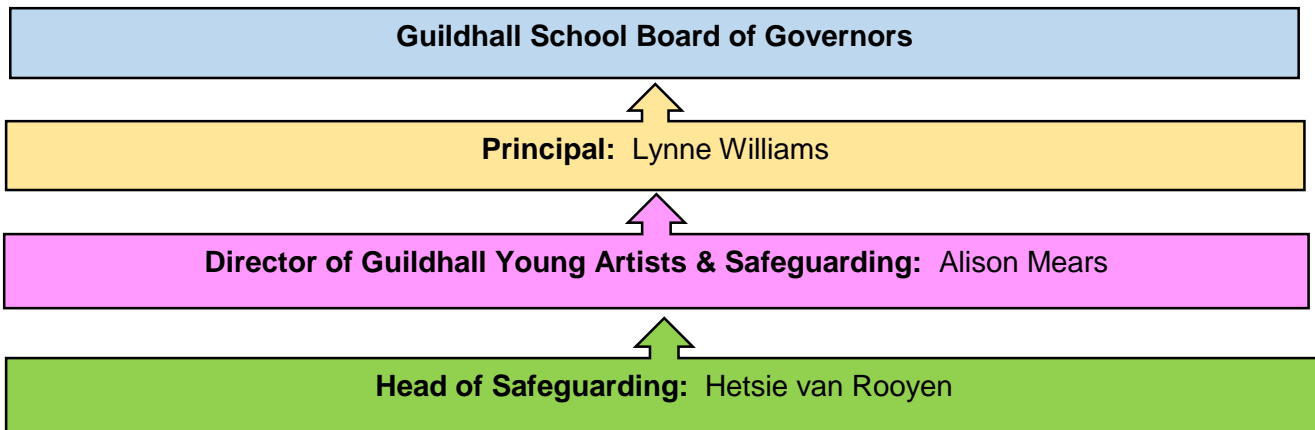 Guildhall School Board of Governors
Principal: Lynne Williams
Director of Guildhall Young Artists & Safeguarding: Alison Mears
Head of Safeguarding: Hetsie van Rooyen